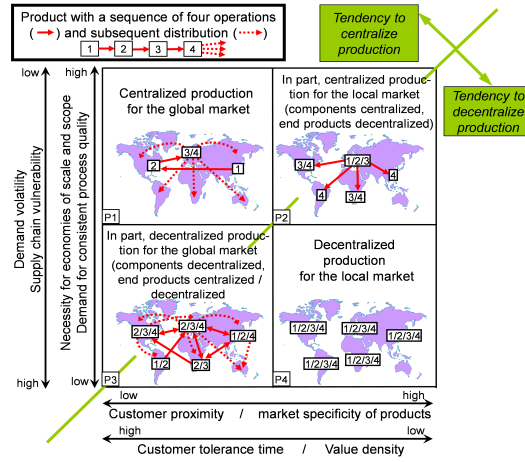 Product with a sequence of four operations
( ) and subsequent distribution ( )
1 2 3 4
Tendency to
centralize
production
Tendency to
decentralize
production
low
high
Demand volatility
Supply chain vulnerability
Necessity for economies of scale and scope
Demand for consistent process quality
high
low
Centralized production
for the global market
3/4
2
1
P1
In part, centralized produc-
tion for the local market
(components centralized,
end products decentralized)
3/4
1/2/3
4
4
3/4
P2
In part, decentralized produc-
tion for the global market
(components decentralized,
end products centralized /
decentralized
2/3/4
2/3/4
1/2/4
1/2
2/3
P3
Decentralized
production
for the local market
1/2/3/4
1/2/3/4
1/2/3/4
1/2/3/4
1/2/3/4
P4
low high
Customer proximity / market specificity of products
high low
Customer tolerance time / Value density